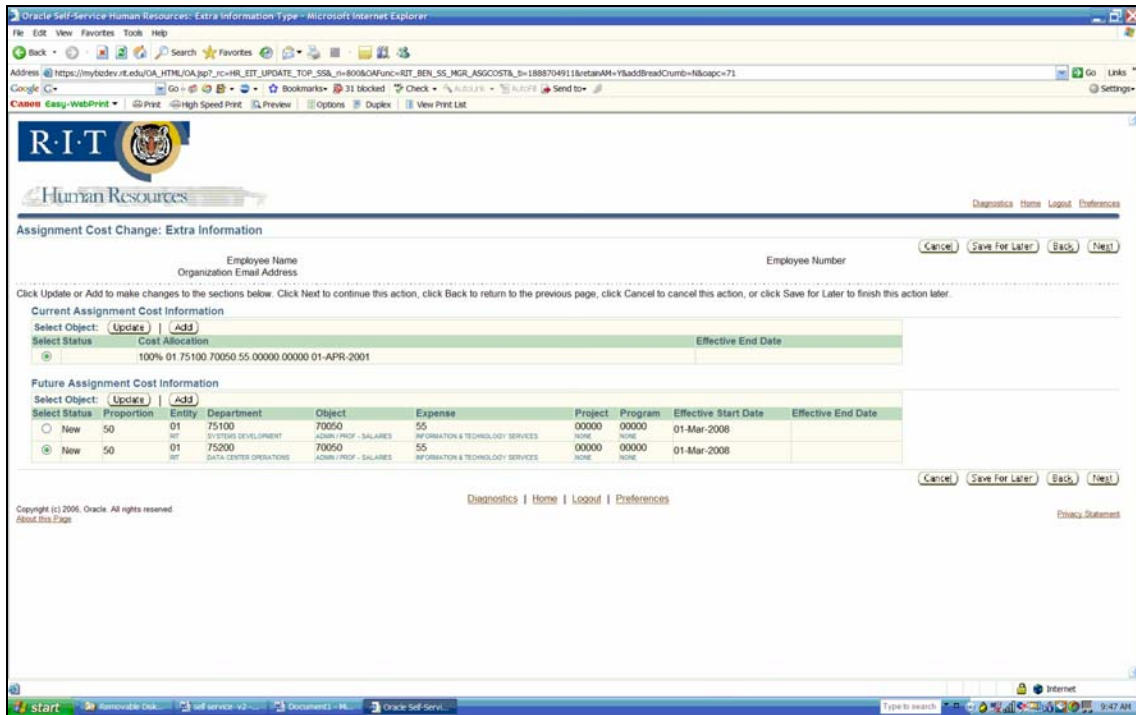 Oracle Self-Service Human Resources: Extra Information Type - Microsoft Internet Explorer
File Edit View Favorites Tools Help
Back Search Favorites
Address https://mybizdev.rit.edu/OA_HTML/OA.jsp?_rc=HR_EIT_UPDATE_TOP_SS&_ri=800&OAFunc=RIT_BEN_SS_MGR_ASGCOST&_ti=1888704911&retainAM=Y&addBreadCrumb=N&oapc=71 Go Links
Google Go Bookmarks 31 blocked Check AutoLink AutoFill Send to Settings
Canon Easy-WebPrint Print High Speed Print Preview Options Duplex View Print List
R·I·T
Human Resources
Diagnostics Home Logout Preferences
Assignment Cost Change: Extra Information
Cancel Save For Later Back Next
Employee Name Employee Number
Organization Email Address
Click Update or Add to make changes to the sections below. Click Next to continue this action, click Back to return to the previous page, click Cancel to cancel this action, or click Save for Later to finish this action later.
Current Assignment Cost Information
Select Object: Update | Add
Select Status Cost Allocation Effective End Date
100% 01.75100.70050.55.00000.00000 01-APR-2001
Future Assignment Cost Information
Select Object: Update | Add
Select Status Proportion Entity Department Object Expense Project Program Effective Start Date Effective End Date
New 50 01 75100 70050 55 00000 00000 01-Mar-2008
RIT SYSTEMS DEVELOPMENT ADMIN / PROF - SALARIES INFORMATION & TECHNOLOGY SERVICES NONE NONE
New 50 01 75200 70050 55 00000 00000 01-Mar-2008
RIT DATA CENTER OPERATIONS ADMIN / PROF - SALARIES INFORMATION & TECHNOLOGY SERVICES NONE NONE
Cancel Save For Later Back Next
Diagnostics | Home | Logout | Preferences
Copyright (c) 2006, Oracle. All rights reserved.
About this Page Privacy Statement
Internet
start Removable Disk... self service -v2-... Document1 - M... Oracle Self-Servi... Type to search 9:47 AM